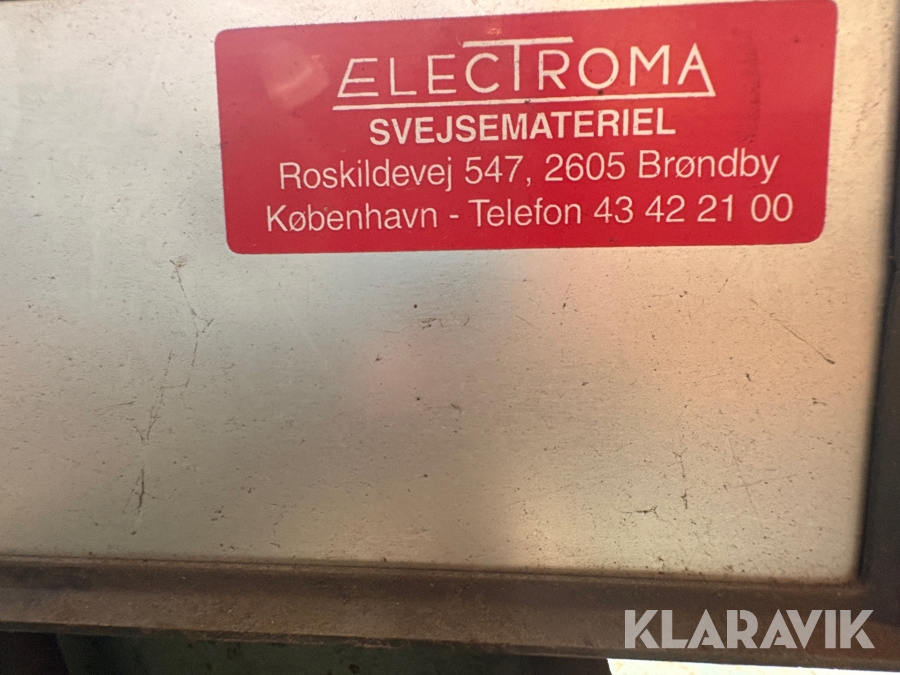 ELECTROMA
SVEJSEMATERIEL
Roskildevej 547, 2605 Brøndby
København - Telefon 43 42 21 00
KLARAVIK